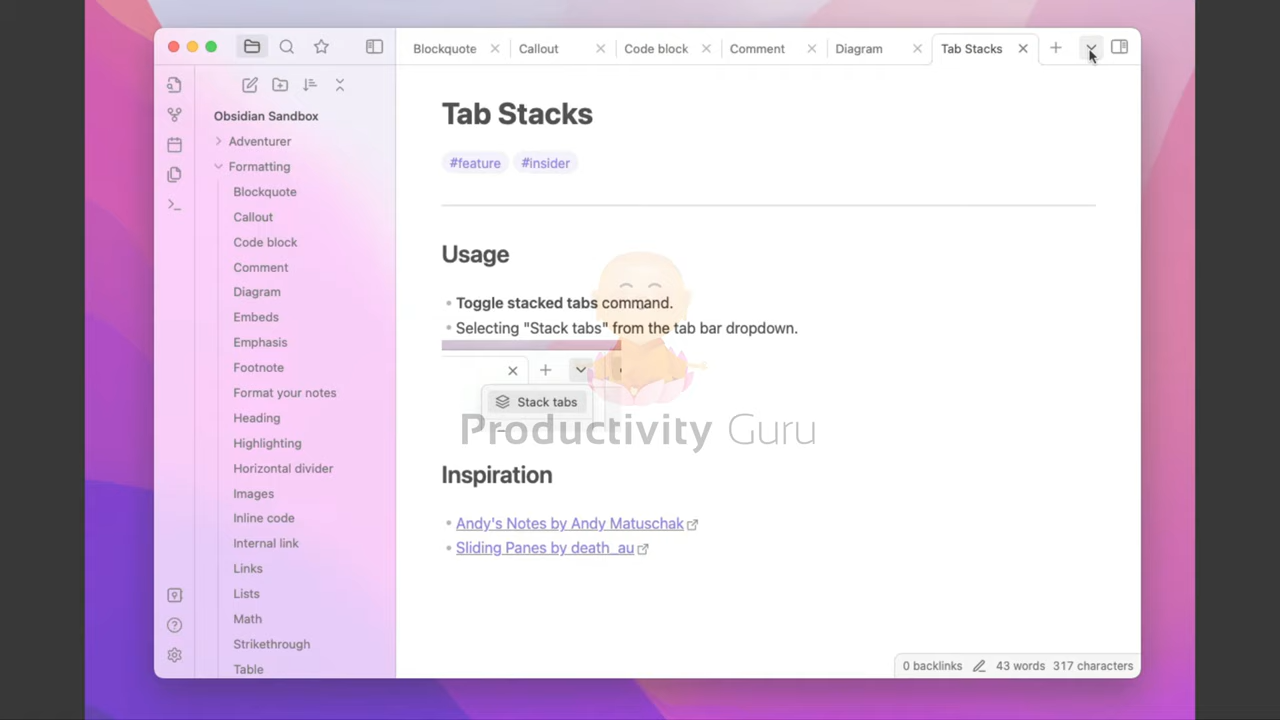 Blockquote
Callout
Code block
Comment
Diagram
Tab Stacks
Obsidian Sandbox
Adventurer
Formatting
Blockquote
Callout
Code block
Comment
Diagram
Embeds
Emphasis
Footnote
Format your notes
Heading
Highlighting
Horizontal divider
Images
Inline code
Internal link
Links
Lists
Math
Strikethrough
Table
Tab Stacks
#feature #insider
Usage
Toggle stacked tabs command.
Selecting "Stack tabs" from the tab bar dropdown.
Stack tabs
Productivity Guru
Inspiration
Andy's Notes by Andy Matuschak
Sliding Panes by death_au
0 backlinks 43 words 317 characters